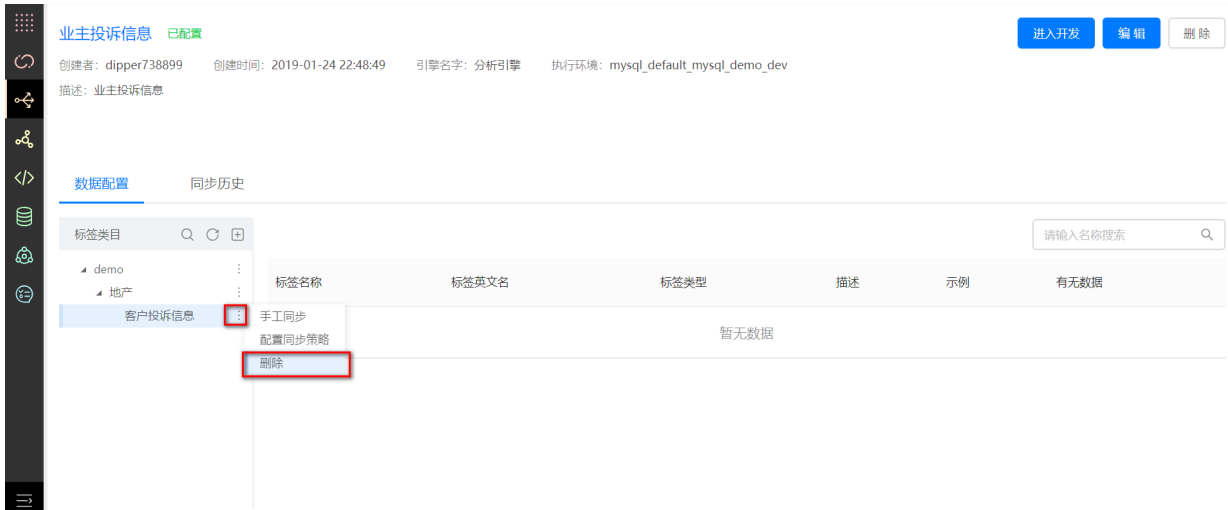 业主投诉信息 已配置 进入开发 编辑 删除
创建者：dipper738899 创建时间：2019-01-24 22:48:49 引擎名字：分析引擎 执行环境：mysql_default_mysql_demo_dev
描述：业主投诉信息
数据配置 同步历史
标签类目 请输入名称搜索
demo
标签名称 标签英文名 标签类型 描述 示例 有无数据
地产
客户投诉信息 手工同步
配置同步策略 暂无数据
删除